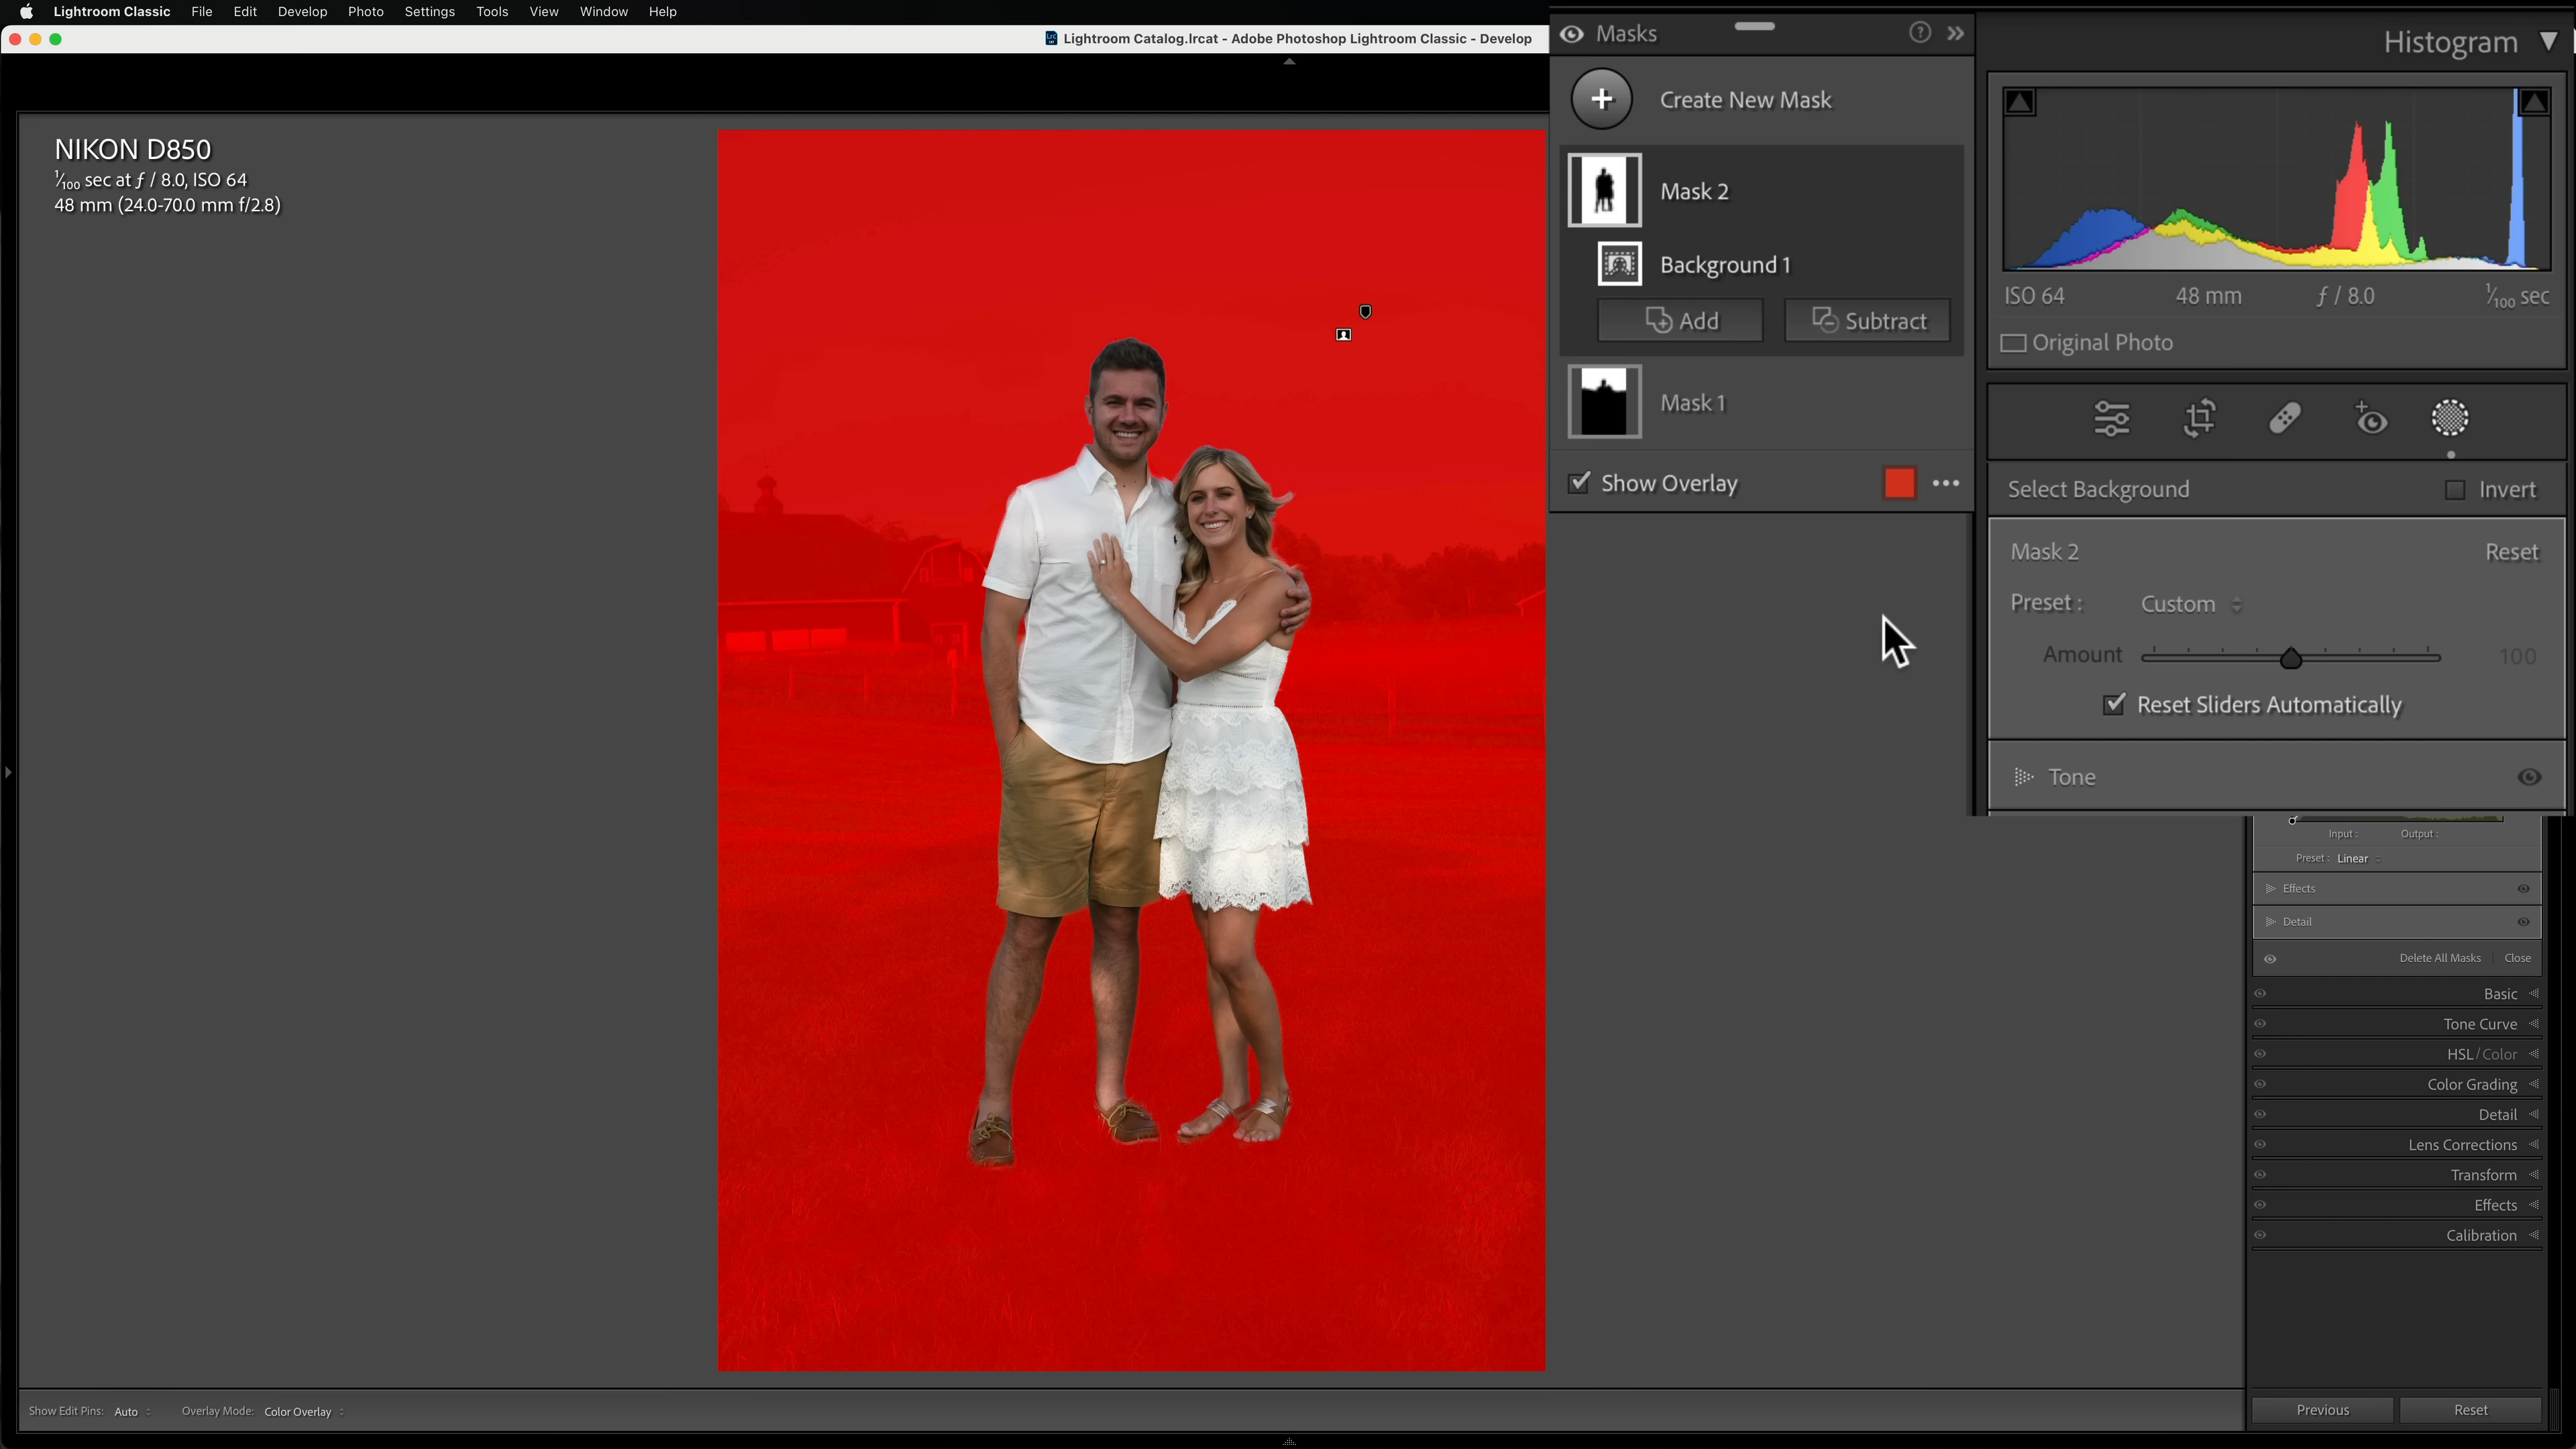 Lightroom Classic File Edit Develop Photo Settings Tools View Window Help
Lightroom Catalog.lrcat - Adobe Photoshop Lightroom Classic - Develop
NIKON D850
1/100 sec at ƒ / 8.0, ISO 64
48 mm (24.0-70.0 mm f/2.8)
Masks
Create New Mask
Mask 2
Background 1
Add Subtract
Mask 1
Show Overlay
Histogram
ISO 64 48 mm ƒ / 8.0 1/100 sec
Original Photo
Select Background Invert
Mask 2 Reset
Preset : Custom
Amount 100
Reset Sliders Automatically
Tone
Input : Output :
Preset : Linear
Effects
Detail
Delete All Masks Close
Basic
Tone Curve
HSL / Color
Color Grading
Detail
Lens Corrections
Transform
Effects
Calibration
Previous Reset
Show Edit Pins: Auto Overlay Mode: Color Overlay